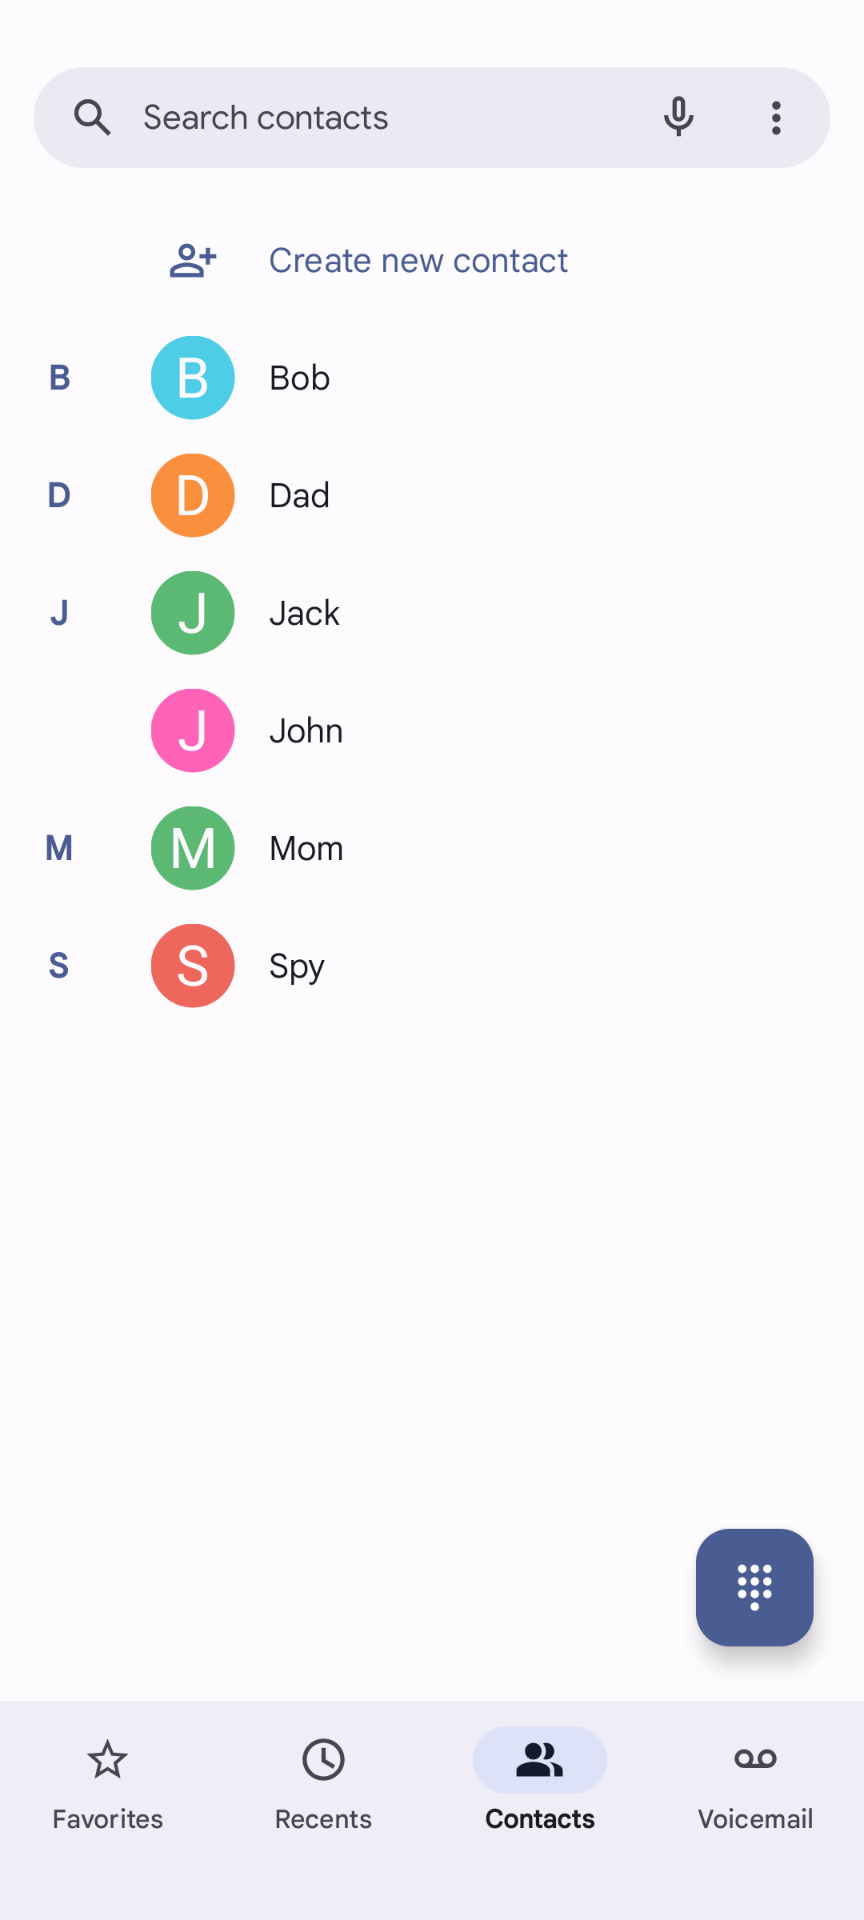 Search contacts
Create new contact
B B Bob
D D Dad
J J Jack
J John
M M Mom
S S Spy
Favorites Recents Contacts Voicemail